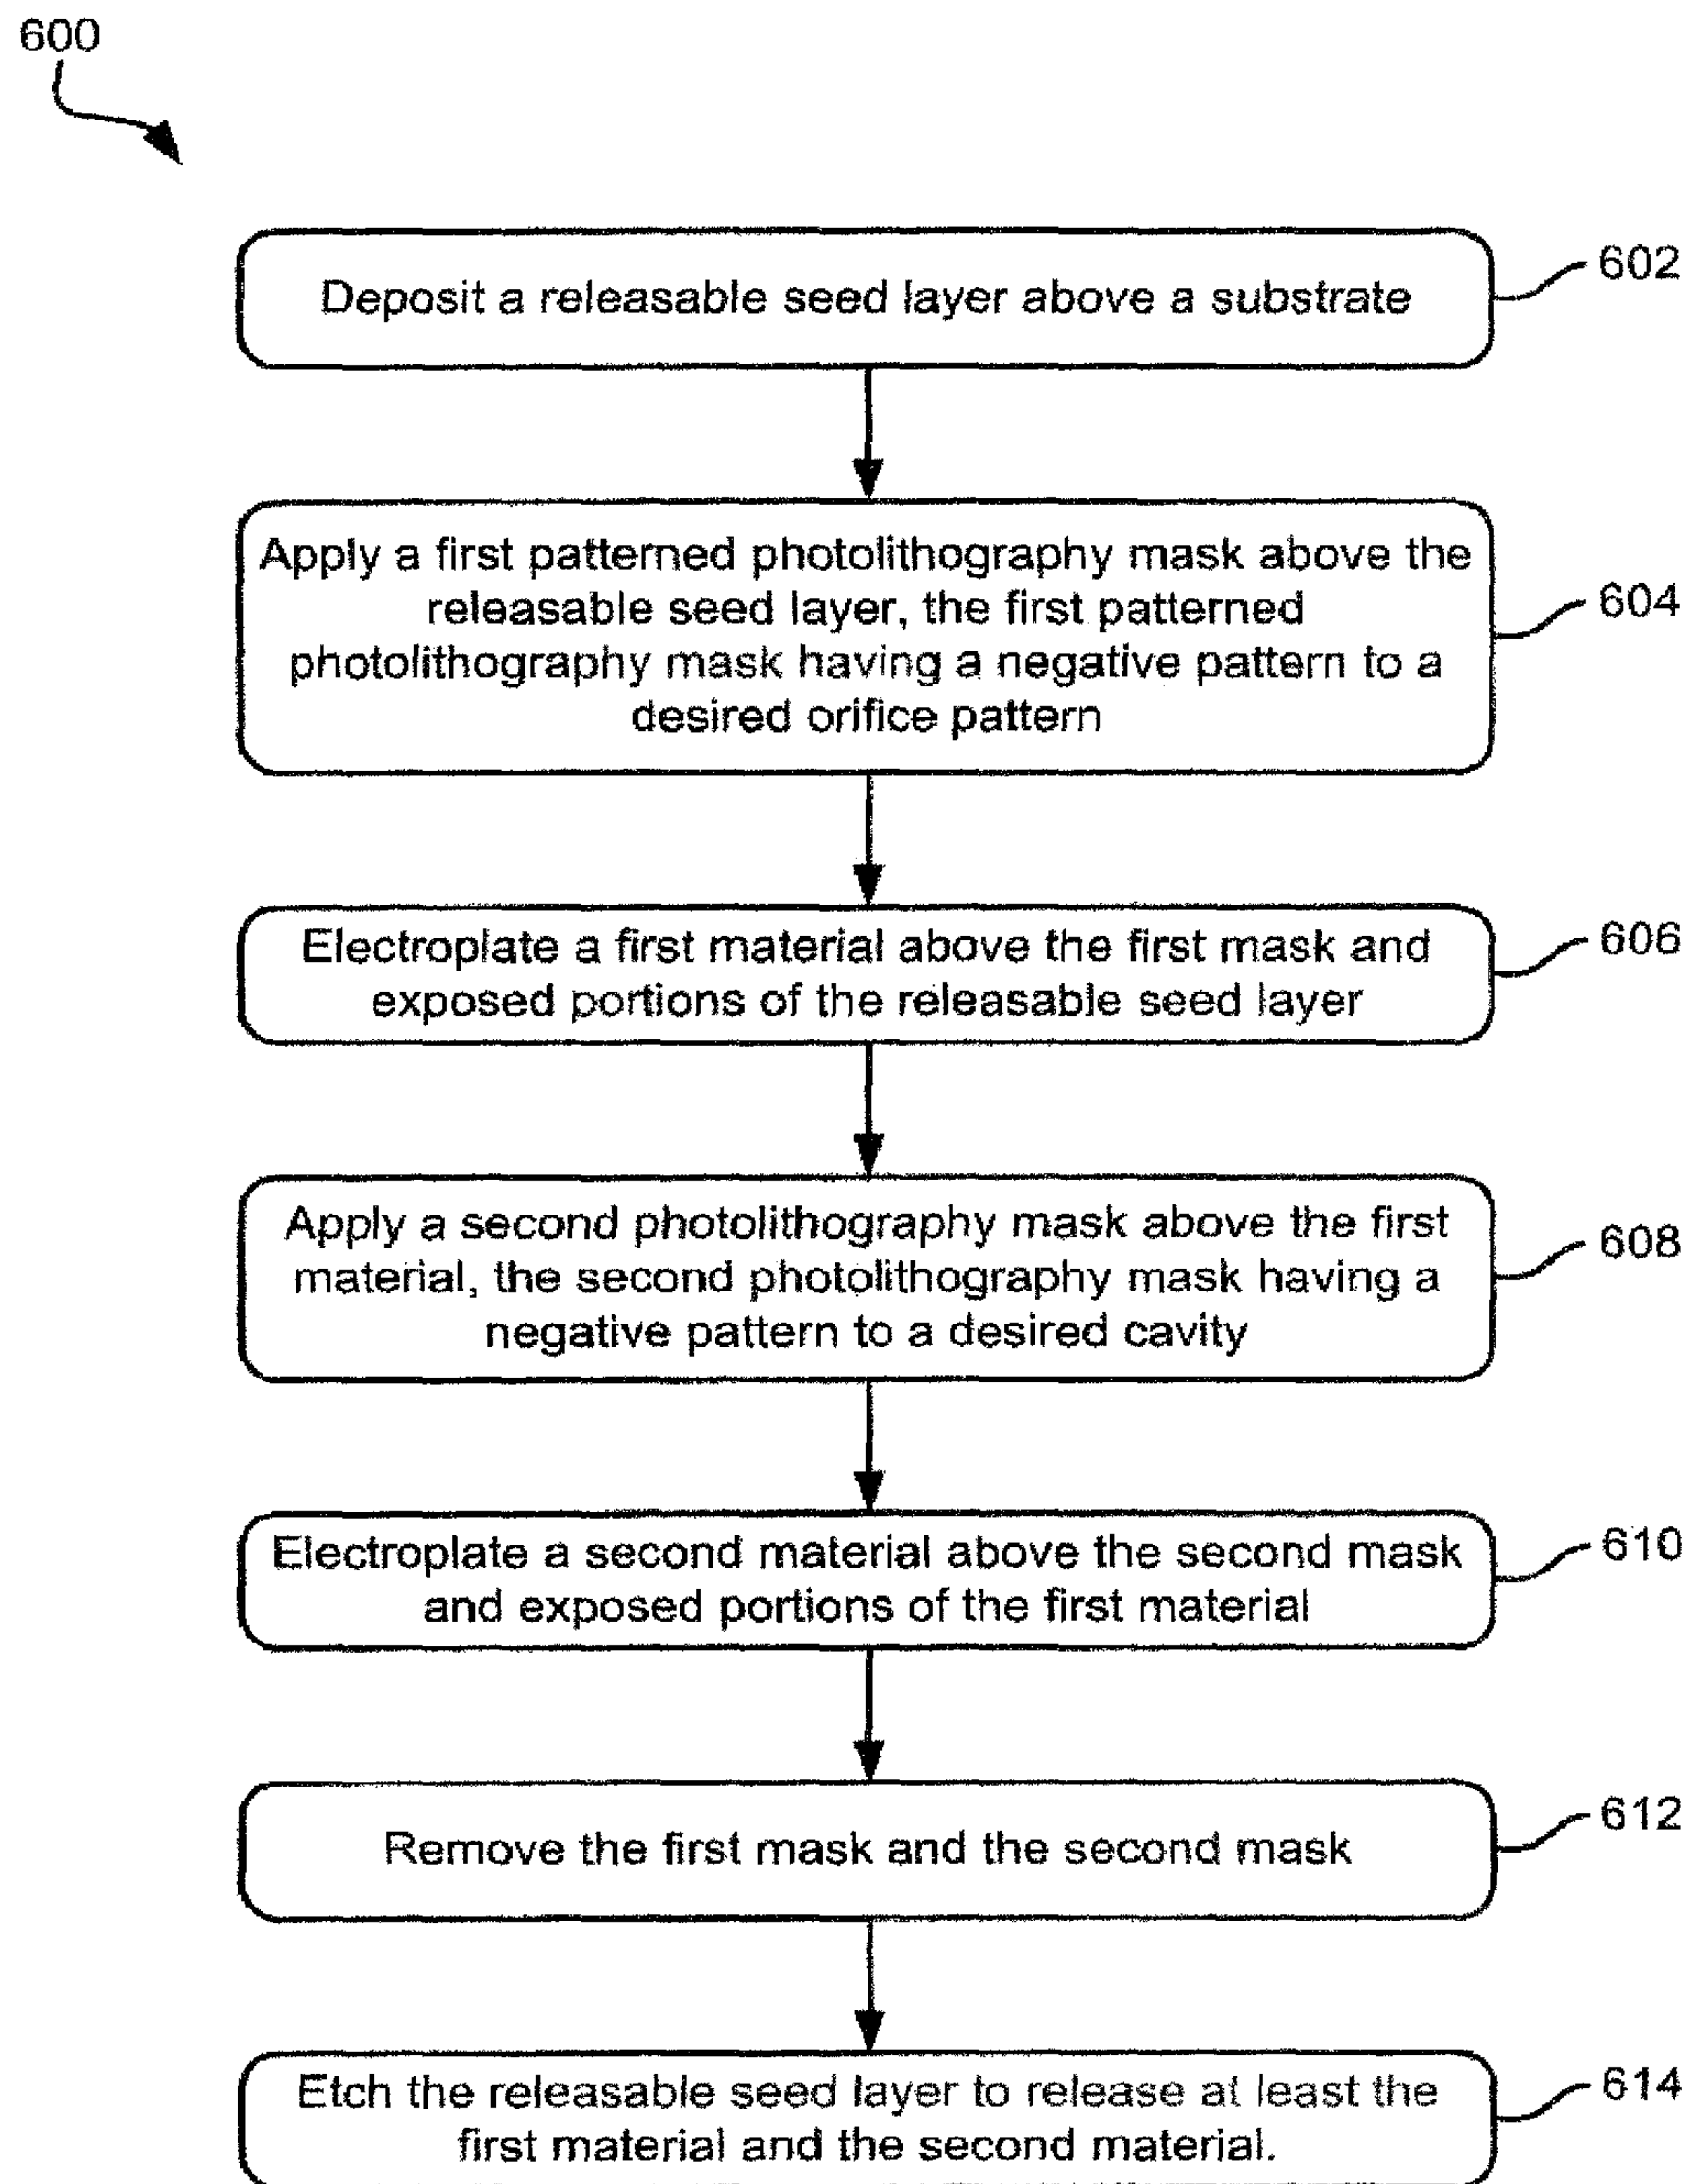 600
Deposit a releasable seed layer above a substrate
602
Apply a first patterned photolithography mask above the
releasable seed layer, the first patterned
photolithography mask having a negative pattern to a
desired orifice pattern
604
Electroplate a first material above the first mask and
exposed portions of the releasable seed layer
606
Apply a second photolithography mask above the first
material, the second photolithography mask having a
negative pattern to a desired cavity
608
Electroplate a second material above the second mask
and exposed portions of the first material
610
Remove the first mask and the second mask
612
Etch the releasable seed layer to release at least the
first material and the second material.
614